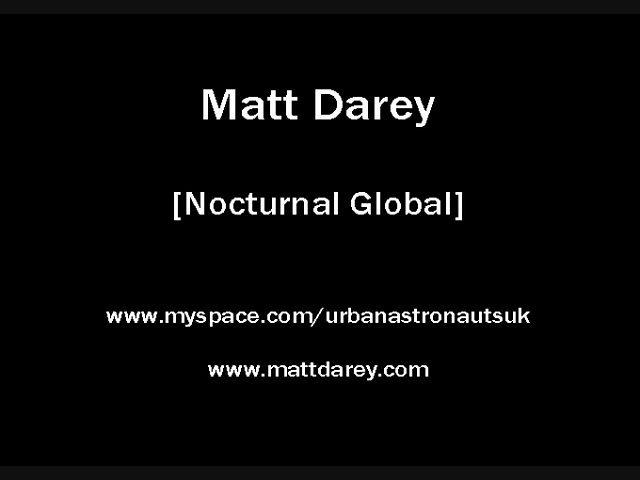 Matt Darey
[Nocturnal Global]
www.myspace.com/urbanastronautsuk
www.mattdarey.com